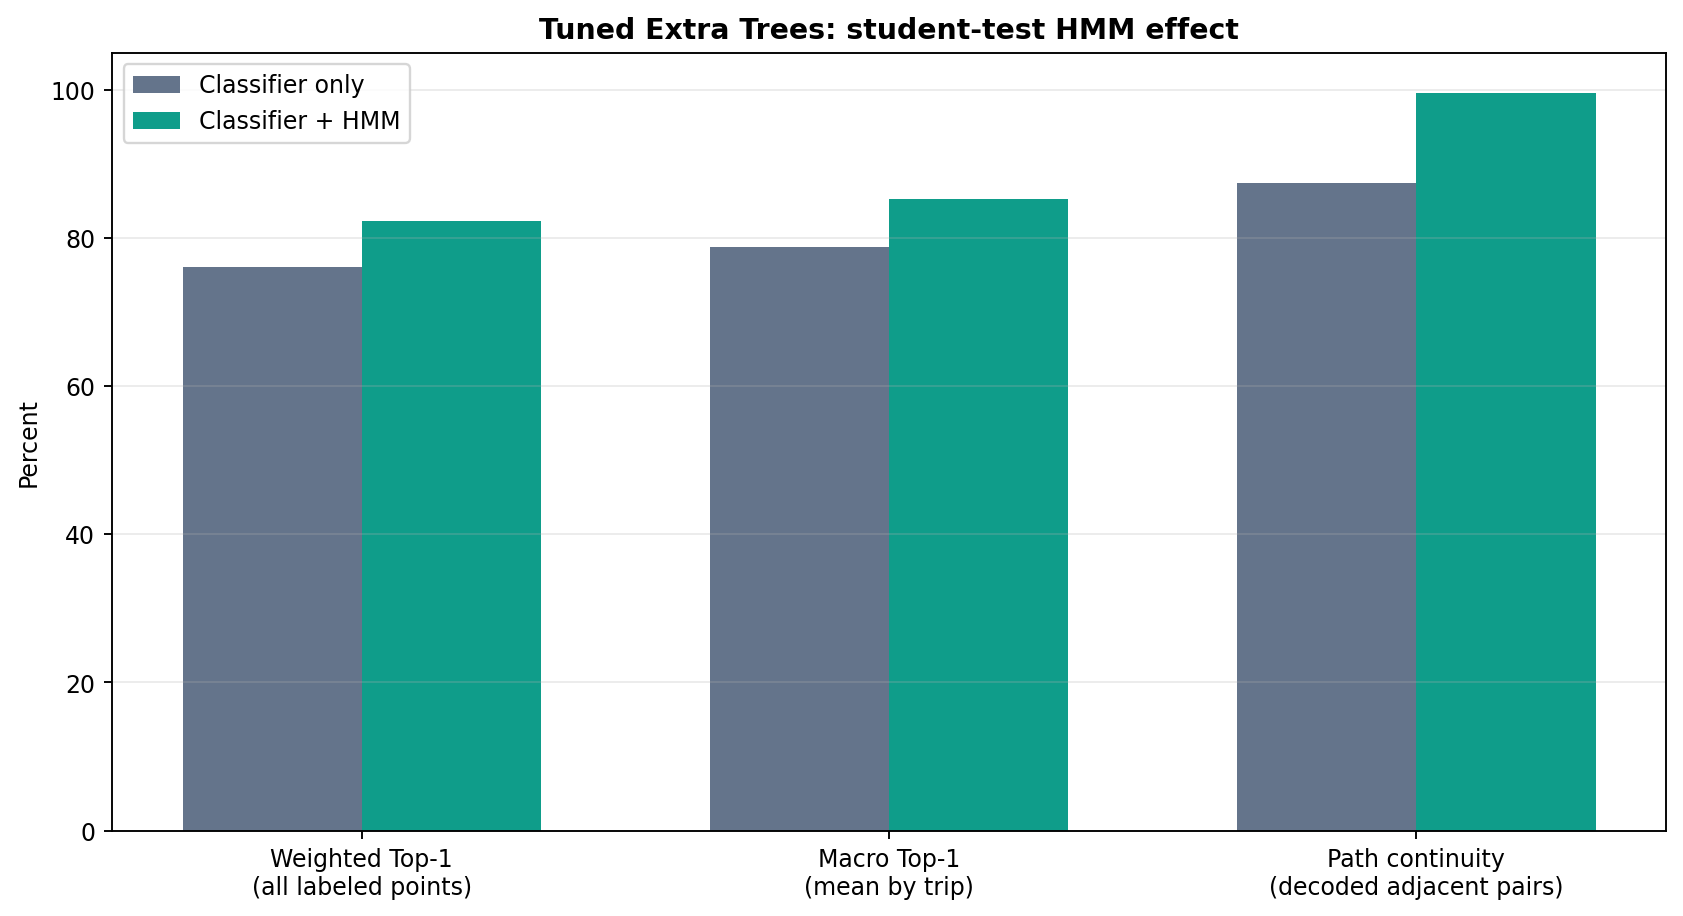 Tuned Extra Trees: student-test HMM effect
Classifier only
Classifier + HMM
Percent
100
80
60
40
20
0
Weighted Top-1
(all labeled points)
Macro Top-1
(mean by trip)
Path continuity
(decoded adjacent pairs)